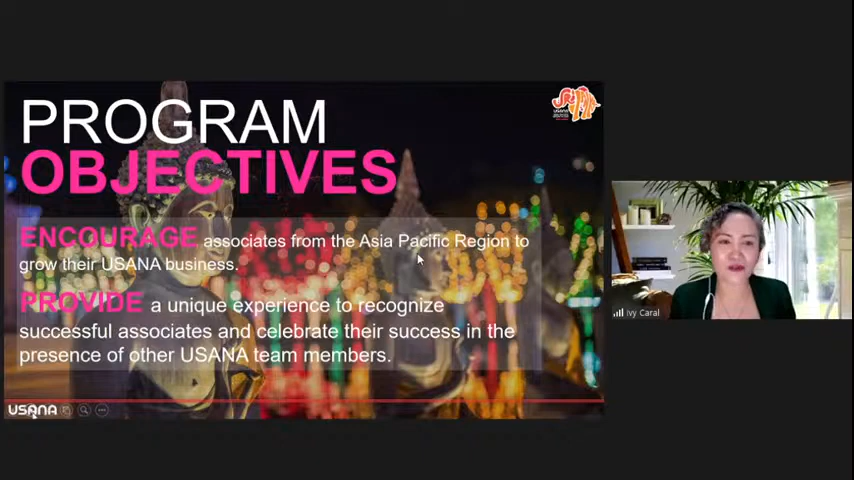 PROGRAM
OBJECTIVES
ENCOURAGE associates from the Asia Pacific Region to
grow their USANA business.
PROVIDE a unique experience to recognize
successful associates and celebrate their success in the
presence of other USANA team members.
USANA
Ivy Caral